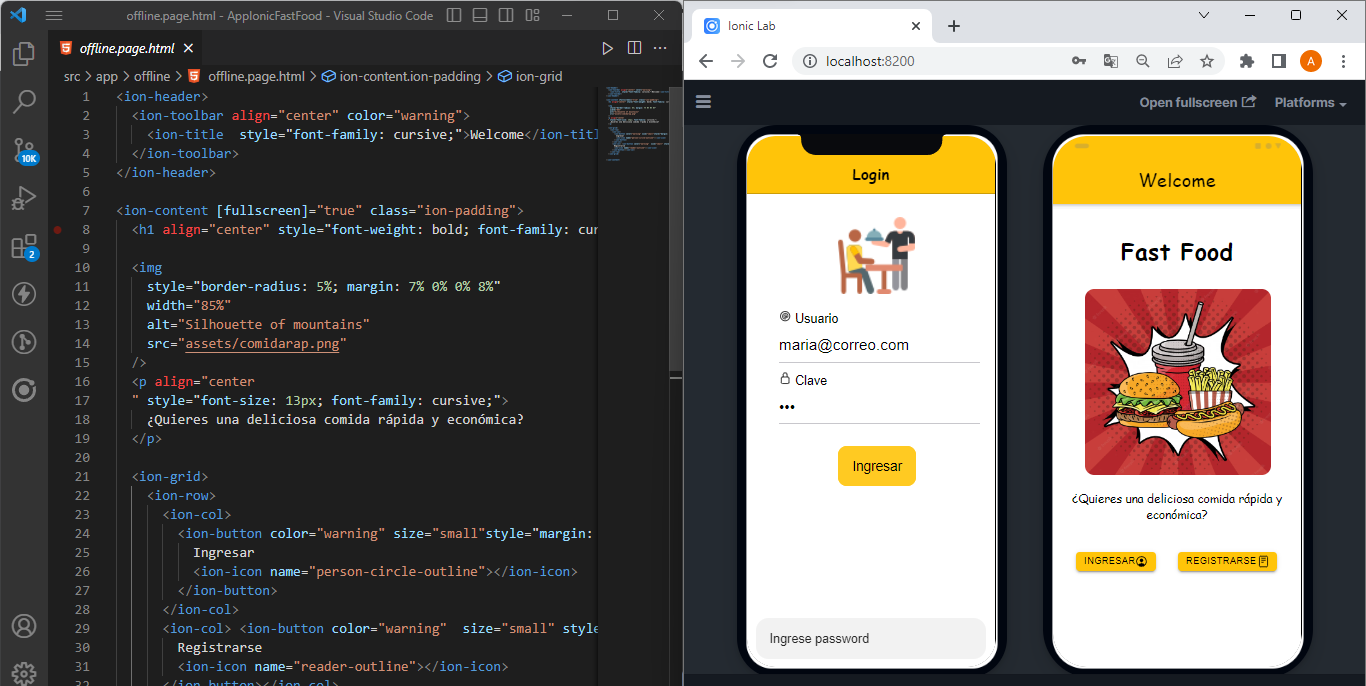 offline.page.html - AppIonicFastFood - Visual Studio Code
offline.page.html
src > app > offline > offline.page.html > ion-content.ion-padding > ion-grid
10K
2
1 <ion-header>
2 <ion-toolbar align="center" color="warning">
3 <ion-title  style="font-family: cursive;">Welcome</ion-titl
4 </ion-toolbar>
5 </ion-header>
6
7 <ion-content [fullscreen]="true" class="ion-padding">
8 <h1 align="center" style="font-weight: bold; font-family: cur
9
10 <img
11 style="border-radius: 5%; margin: 7% 0% 0% 8%"
12 width="85%"
13 alt="Silhouette of mountains"
14 src="assets/comidarap.png"
15 />
16 <p align="center
17 " style="font-size: 13px; font-family: cursive;">
18 ¿Quieres una deliciosa comida rápida y económica?
19 </p>
20
21 <ion-grid>
22 <ion-row>
23 <ion-col>
24 <ion-button color="warning" size="small"style="margin:
25 Ingresar
26 <ion-icon name="person-circle-outline"></ion-icon>
27 </ion-button>
28 </ion-col>
29 <ion-col> <ion-button color="warning"  size="small" style
30 Registrarse
31 <ion-icon name="reader-outline"></ion-icon>
32 </ion-button></ion-col>
Ionic Lab
localhost:8200
A
Open fullscreen
Platforms
Login
Usuario
maria@correo.com
Clave
•••
Ingresar
Ingrese password
Welcome
Fast Food
¿Quieres una deliciosa comida rápida y
económica?
INGRESAR
REGISTRARSE